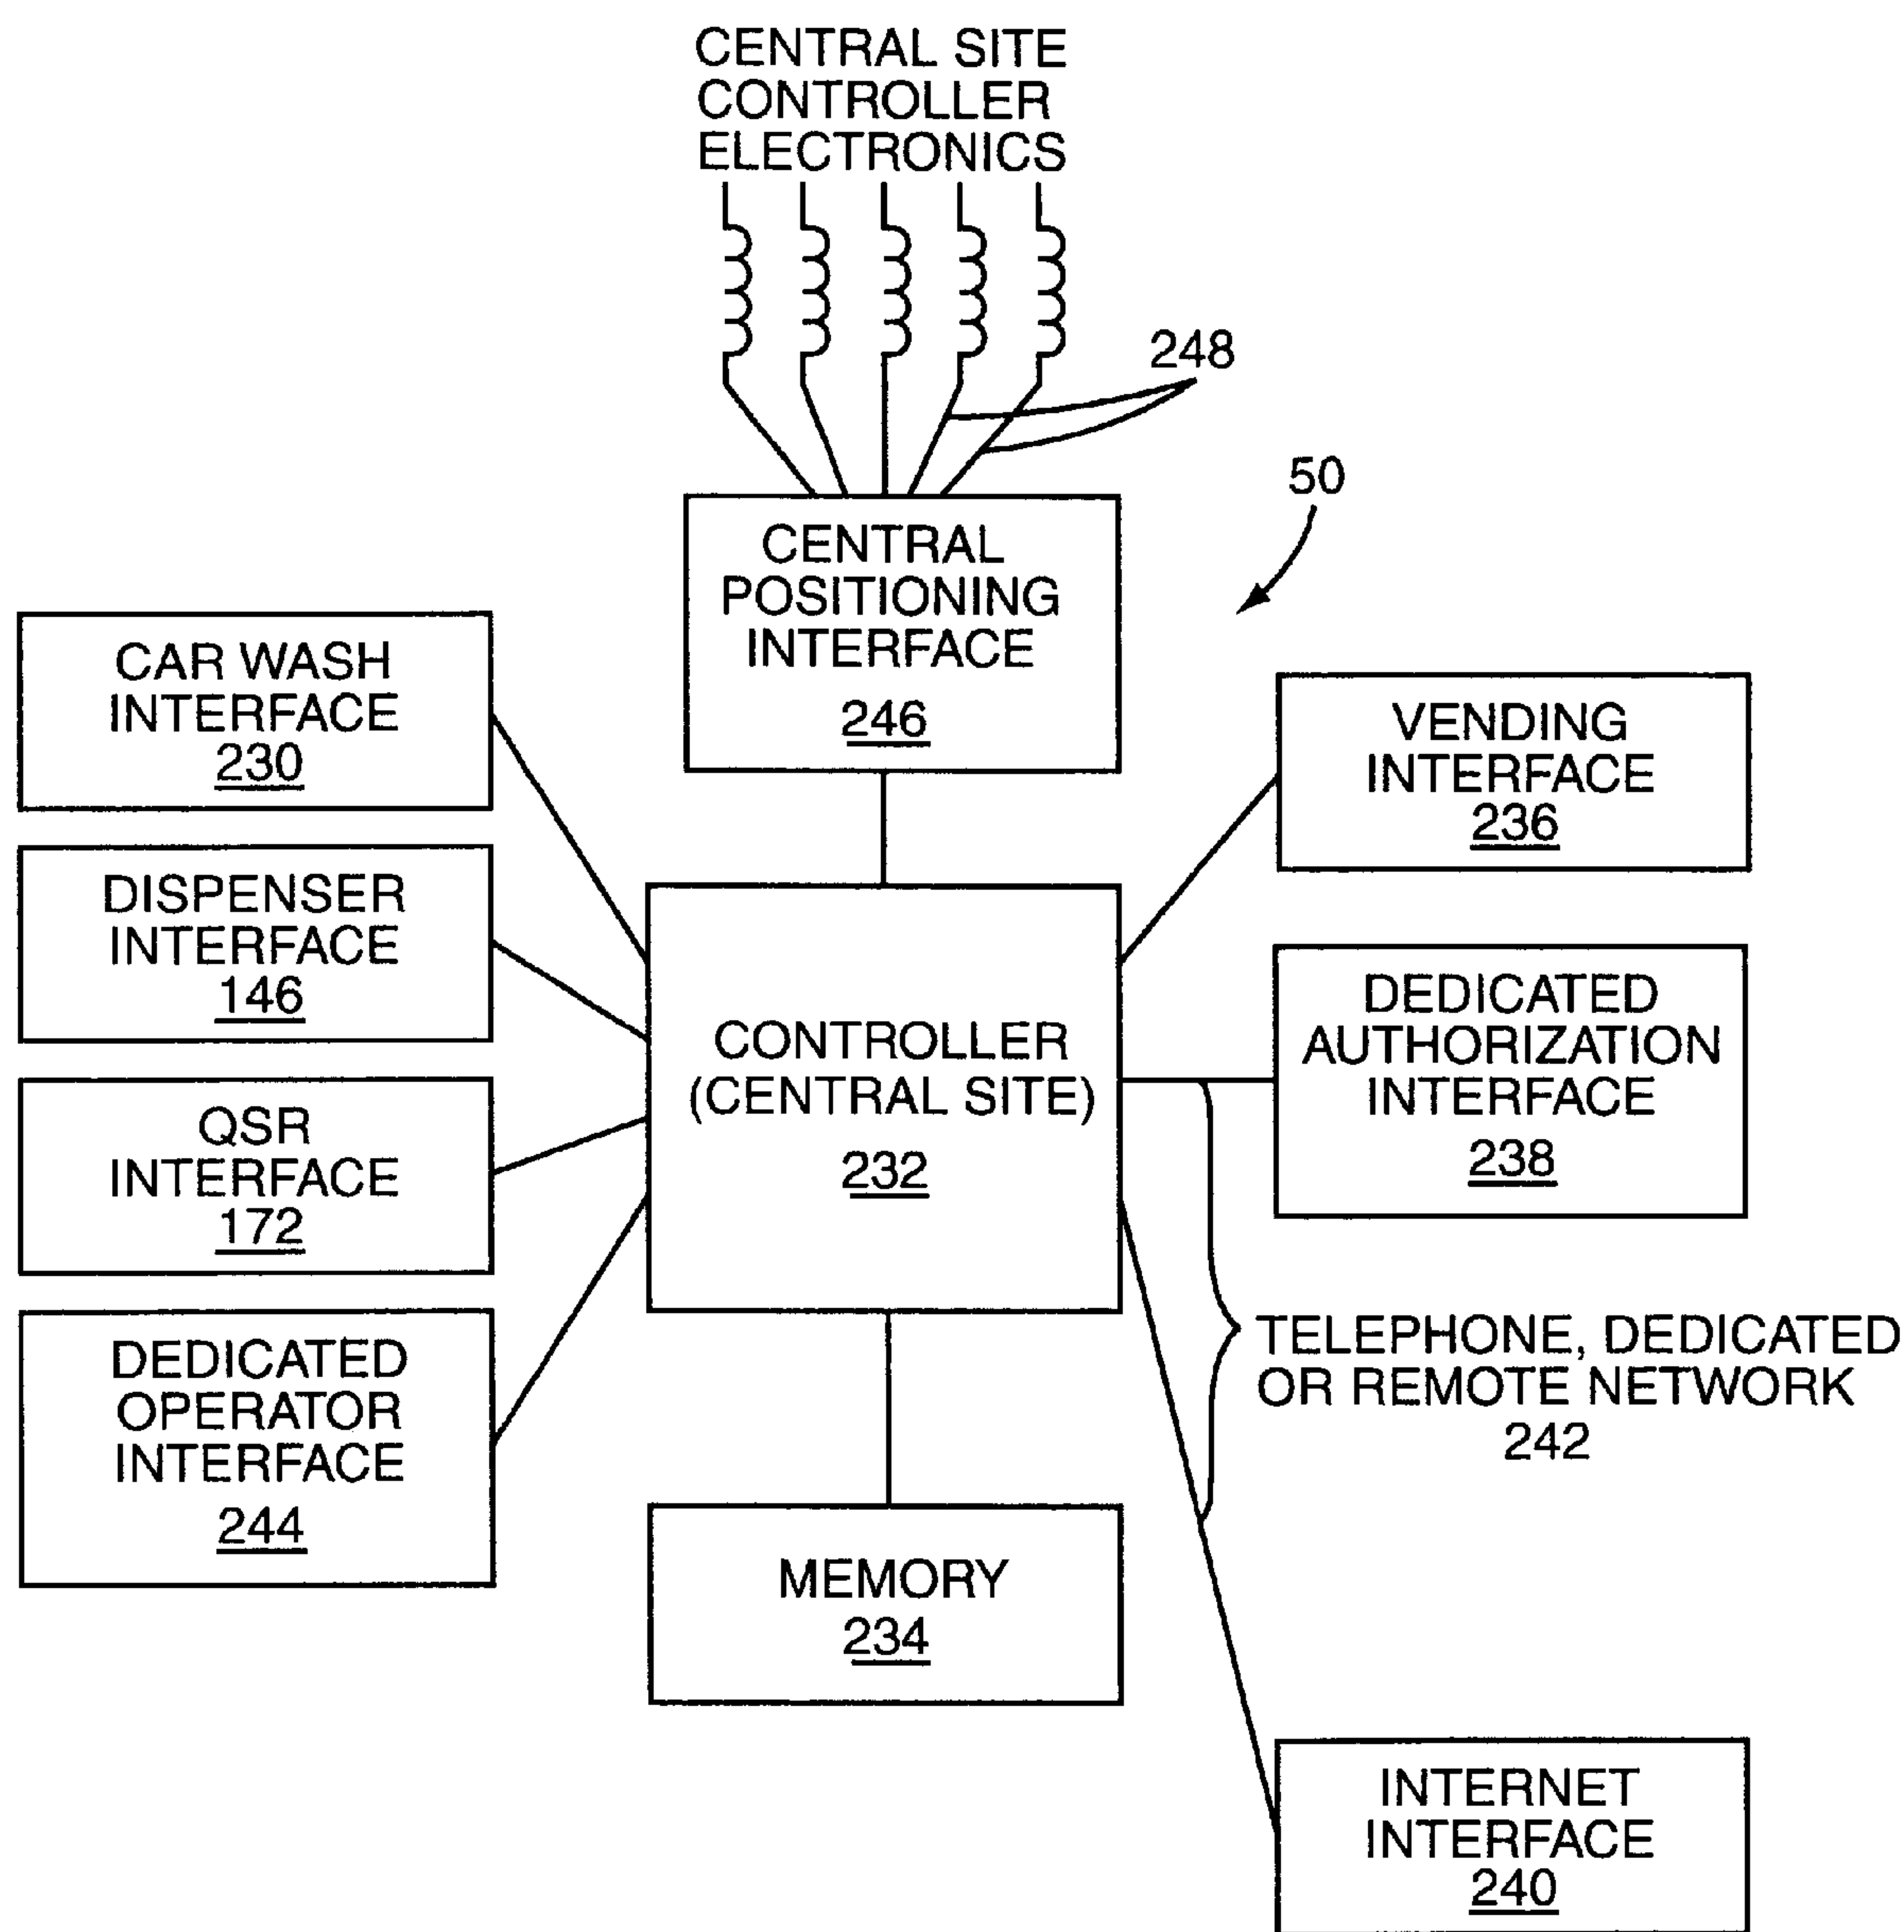 CENTRAL SITE
CONTROLLER
ELECTRONICS
248
50
CENTRAL
POSITIONING
INTERFACE
246
CAR WASH
INTERFACE
230
VENDING
INTERFACE
236
DISPENSER
INTERFACE
146
DEDICATED
AUTHORIZATION
INTERFACE
238
CONTROLLER
(CENTRAL SITE)
232
QSR
INTERFACE
172
DEDICATED
OPERATOR
INTERFACE
244
TELEPHONE, DEDICATED
OR REMOTE NETWORK
242
MEMORY
234
INTERNET
INTERFACE
240